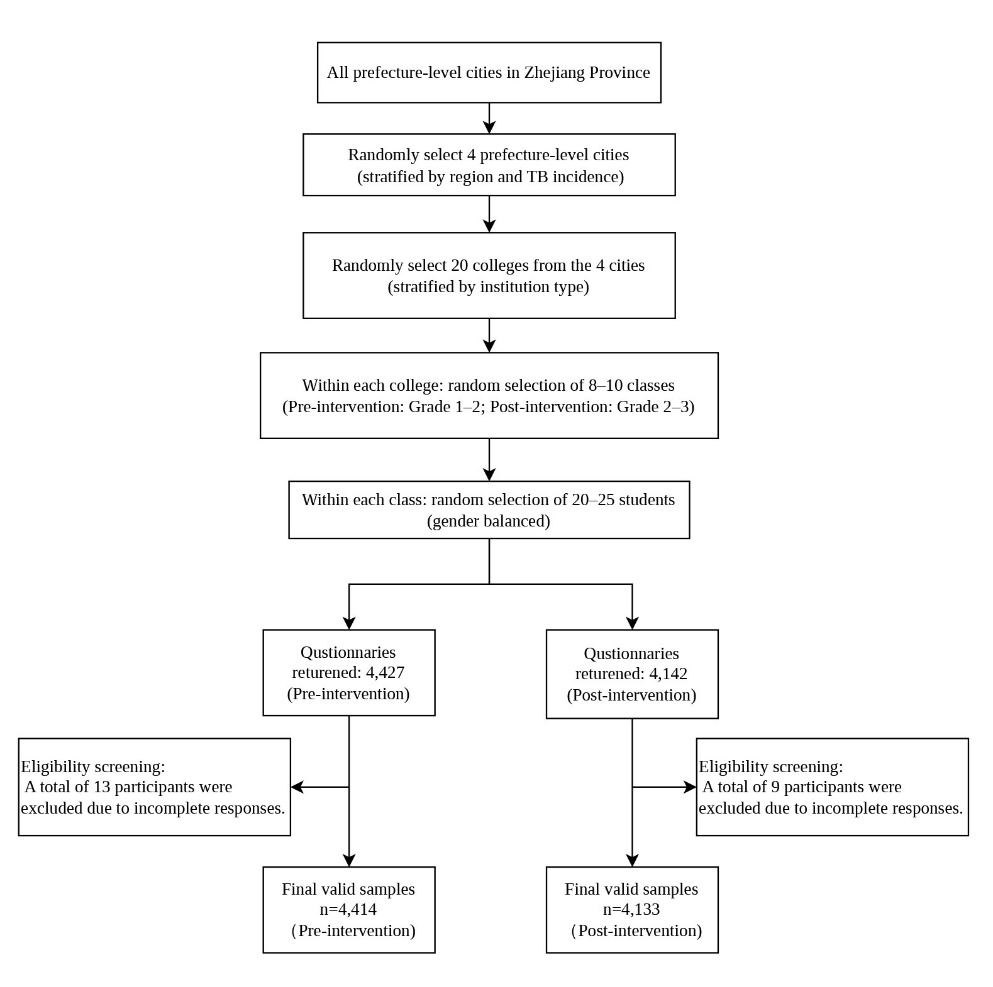 All prefecture-level cities in Zhejiang Province
Randomly select 4 prefecture-level cities
(stratified by region and TB incidence)
Randomly select 20 colleges from the 4 cities
(stratified by institution type)
Within each college: random selection of 8–10 classes
(Pre-intervention: Grade 1–2; Post-intervention: Grade 2–3)
Within each class: random selection of 20–25 students
(gender balanced)
Qustionnaries
returened: 4,427
(Pre-intervention)
Qustionnaries
returened: 4,142
(Post-intervention)
Eligibility screening:
A total of 13 participants were
excluded due to incomplete responses.
Eligibility screening:
A total of 9 participants were
excluded due to incomplete responses.
Final valid samples
n=4,414
（Pre-intervention)
Final valid samples
n=4,133
（Post-intervention)